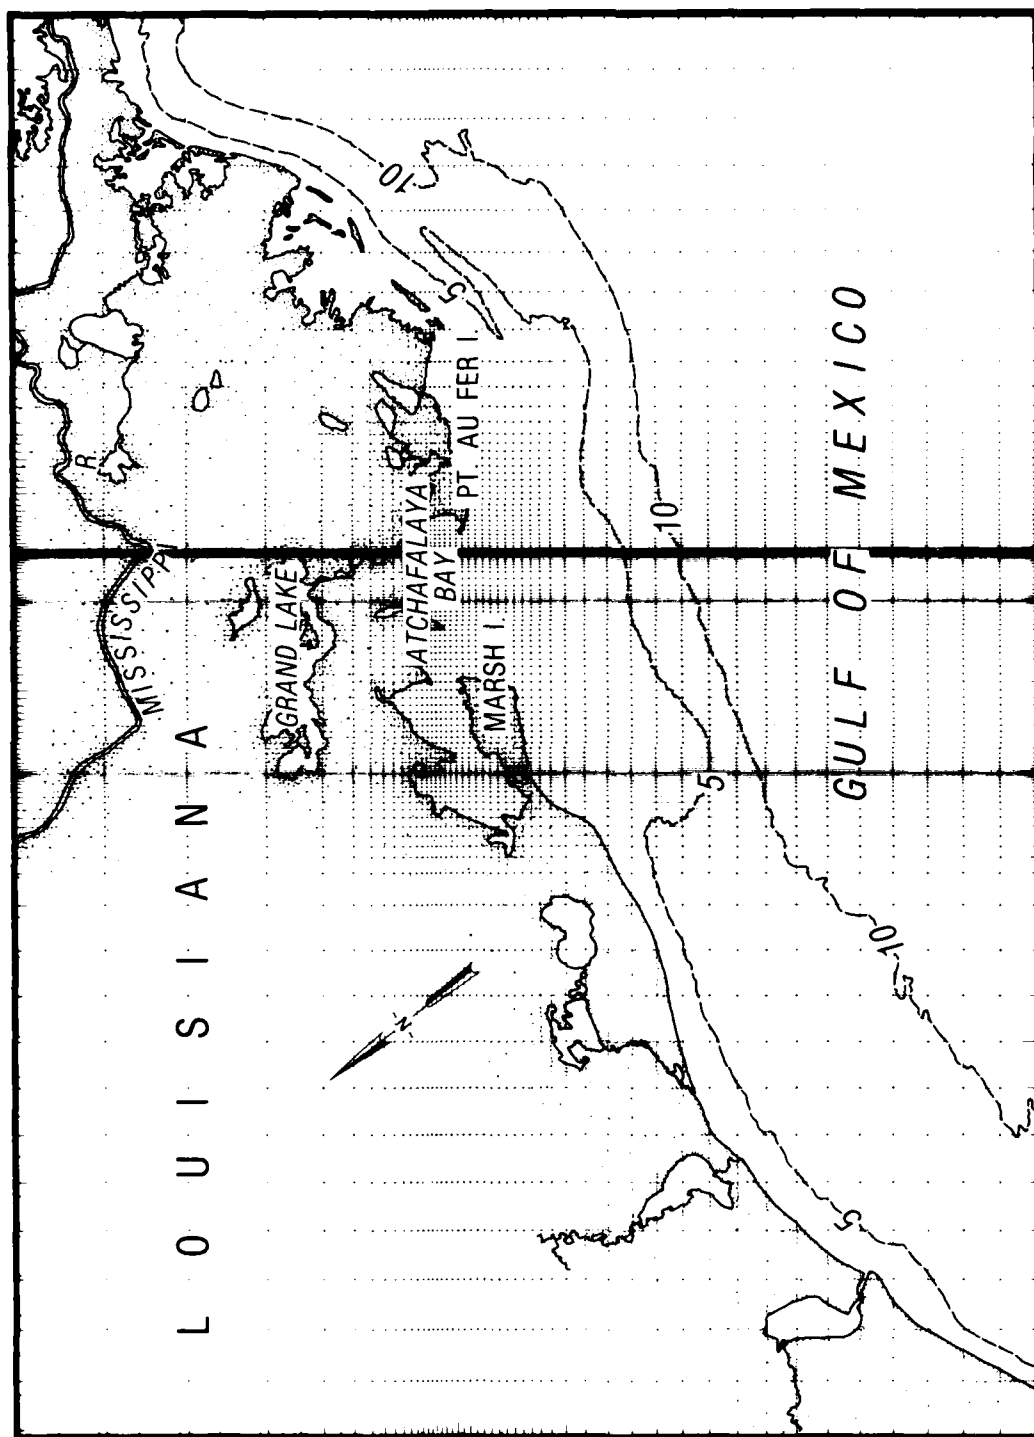 LOUISIANA
MISSISSIPPI
R.
GRAND LAKE
ATCHAFALAYA
BAY
PT. AU FER I.
MARSH I.
N
5
10
10
5
10
5
GULF OF MEXICO